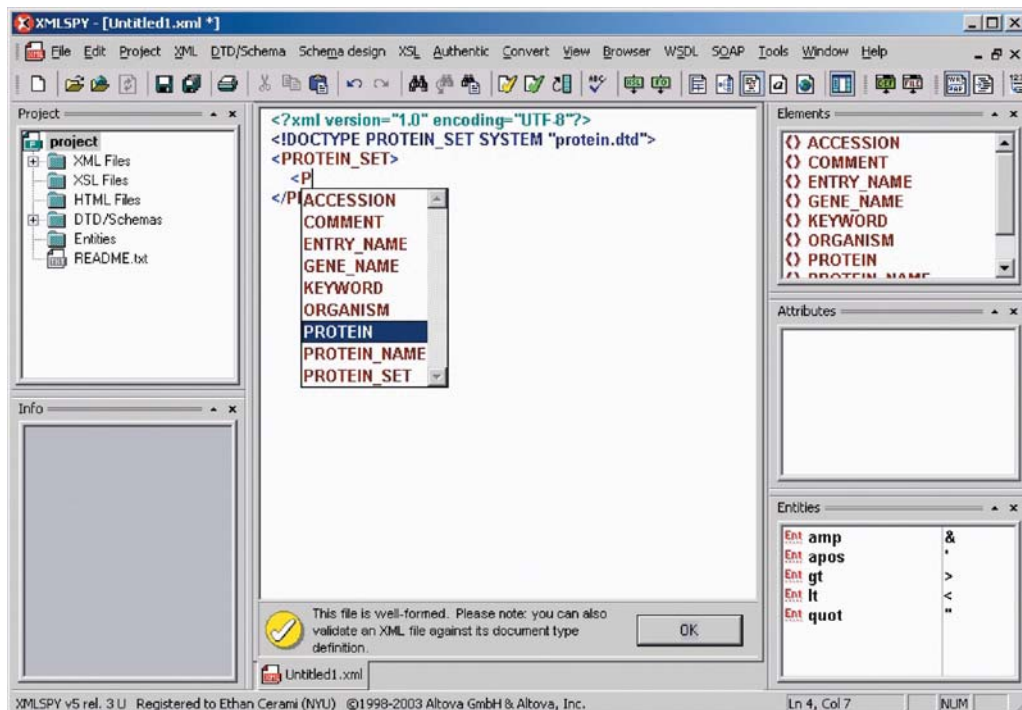 XMLSPY - [Untitled1.xml *]
File Edit Project XML DTD/Schema Schema design XSL Authentic Convert View Browser WSDL SOAP Tools Window Help
Project
project
XML Files
XSL Files
HTML Files
DTD/Schemas
Entities
README.txt
Info
<?xml version="1.0" encoding="UTF-8"?>
<!DOCTYPE PROTEIN_SET SYSTEM "protein.dtd">
<PROTEIN_SET>
<P
</P
ACCESSION
COMMENT
ENTRY_NAME
GENE_NAME
KEYWORD
ORGANISM
PROTEIN
PROTEIN_NAME
PROTEIN_SET
This file is well-formed. Please note: you can also
validate an XML file against its document type
definition.
OK
Untitled1.xml
Elements
<> ACCESSION
<> COMMENT
<> ENTRY_NAME
<> GENE_NAME
<> KEYWORD
<> ORGANISM
<> PROTEIN
<> PROTEIN_NAME
Attributes
Entities
Ent amp &
Ent apos '
Ent gt >
Ent lt <
Ent quot "
XMLSPY v5 rel. 3 U Registered to Ethan Cerami (NYU) ©1998-2003 Altova GmbH & Altova, Inc. Ln 4, Col 7 NUM